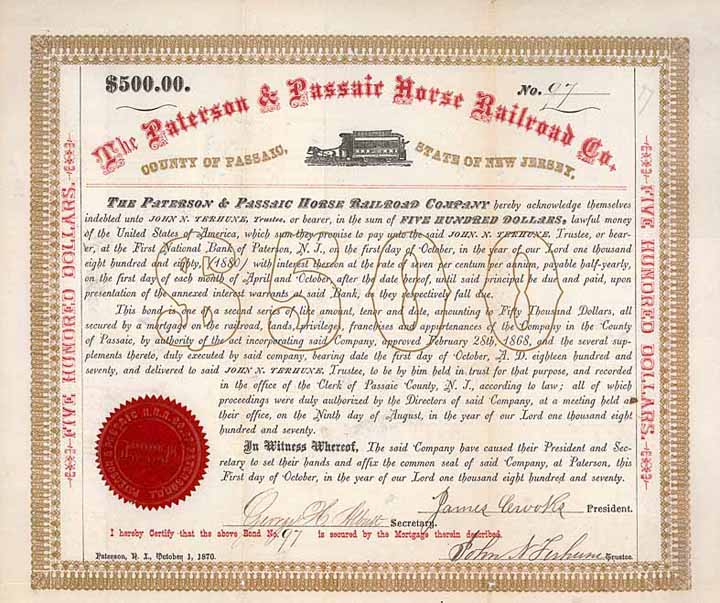 $500.00.
No. 97
The Paterson & Passaic Horse Railroad Co.
COUNTY OF PASSAIC, STATE OF NEW JERSEY.
THE PATERSON & PASSAIC HORSE RAILROAD COMPANY hereby acknowledge themselves
indebted unto JOHN N. TERHUNE, Trustee, or bearer, in the sum of FIVE HUNDRED DOLLARS, lawful money
of the United States of America, which sum they promise to pay unto the said JOHN N. TERHUNE, Trustee, or bear-
er, at the First National Bank of Paterson, N. J., on the first day of October, in the year of our Lord one thousand
eight hundred and eighty, (1880) with interest thereon at the rate of seven per centum per annum, payable half-yearly,
on the first day of each month of April and October, after the date hereof, until said principal be due and paid, upon
presentation of the annexed interest warrants at said Bank, as they respectively fall due.
This bond is one of a second series of like amount, tenor and date, amounting to Fifty Thousand Dollars, all
secured by a mortgage on the railroad, lands, privileges, franchises and appurtenances of the Company in the County
of Passaic, by authority of the act incorporating said Company, approved February 28th 1868, and the several sup-
plements thereto, duly executed by said company, bearing date the first day of October, A. D. eighteen hundred and
seventy, and delivered to said JOHN N. TERHUNE, Trustee, to be by him held in trust for that purpose, and recorded
in the office of the Clerk of Passaic County, N. J., according to law; all of which
proceedings were duly authorized by the Directors of said Company, at a meeting held at
their office, on the Ninth day of August, in the year of our Lord one thousand eight
hundred and seventy.
In Witness Whereof, The said Company have caused their President and Sec-
retary to set their hands and affix the common seal of said Company, at Paterson, this
First day of October, in the year of our Lord one thousand eight hundred and seventy.
$500
FIVE HUNDRED DOLLARS.
FIVE HUNDRED DOLLARS.
James Crooks President.
George H. Secretary.
I hereby Certify that the above Bond No. 97 is secured by the Mortgage therein described.
Paterson, N. J., October 1, 1870.
John N Terhune Trustee.
97